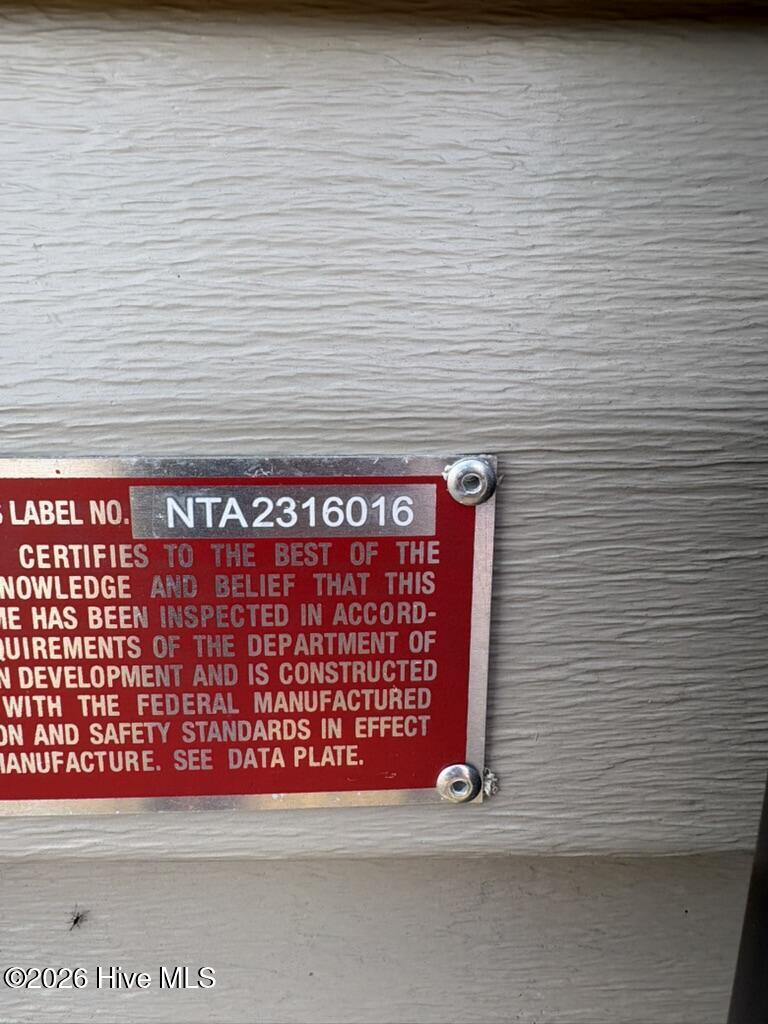 LABEL NO. NTA2316016
CERTIFIES TO THE BEST OF THE
NOWLEDGE AND BELIEF THAT THIS
ME HAS BEEN INSPECTED IN ACCORD-
QUIREMENTS OF THE DEPARTMENT OF
N DEVELOPMENT AND IS CONSTRUCTED
WITH THE FEDERAL MANUFACTURED
ON AND SAFETY STANDARDS IN EFFECT
MANUFACTURE. SEE DATA PLATE.
©2026 Hive MLS